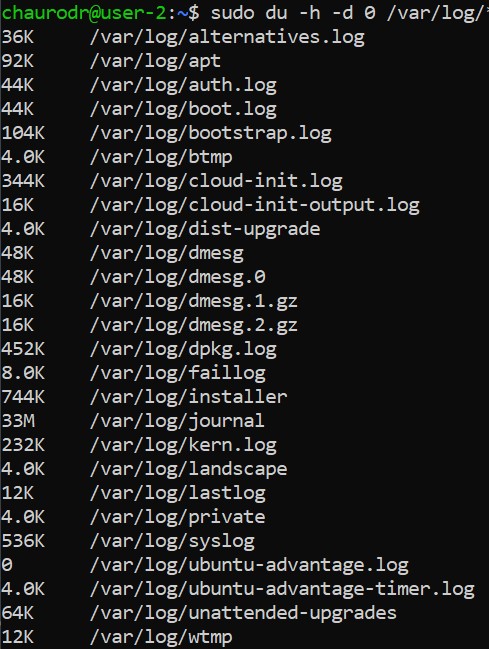 chaurodr@user-2:~$ sudo du -h -d 0 /var/log/*
36K /var/log/alternatives.log
92K /var/log/apt
44K /var/log/auth.log
44K /var/log/boot.log
104K /var/log/bootstrap.log
4.0K /var/log/btmp
344K /var/log/cloud-init.log
16K /var/log/cloud-init-output.log
4.0K /var/log/dist-upgrade
48K /var/log/dmesg
48K /var/log/dmesg.0
16K /var/log/dmesg.1.gz
16K /var/log/dmesg.2.gz
452K /var/log/dpkg.log
8.0K /var/log/faillog
744K /var/log/installer
33M /var/log/journal
232K /var/log/kern.log
4.0K /var/log/landscape
12K /var/log/lastlog
4.0K /var/log/private
536K /var/log/syslog
0 /var/log/ubuntu-advantage.log
4.0K /var/log/ubuntu-advantage-timer.log
64K /var/log/unattended-upgrades
12K /var/log/wtmp